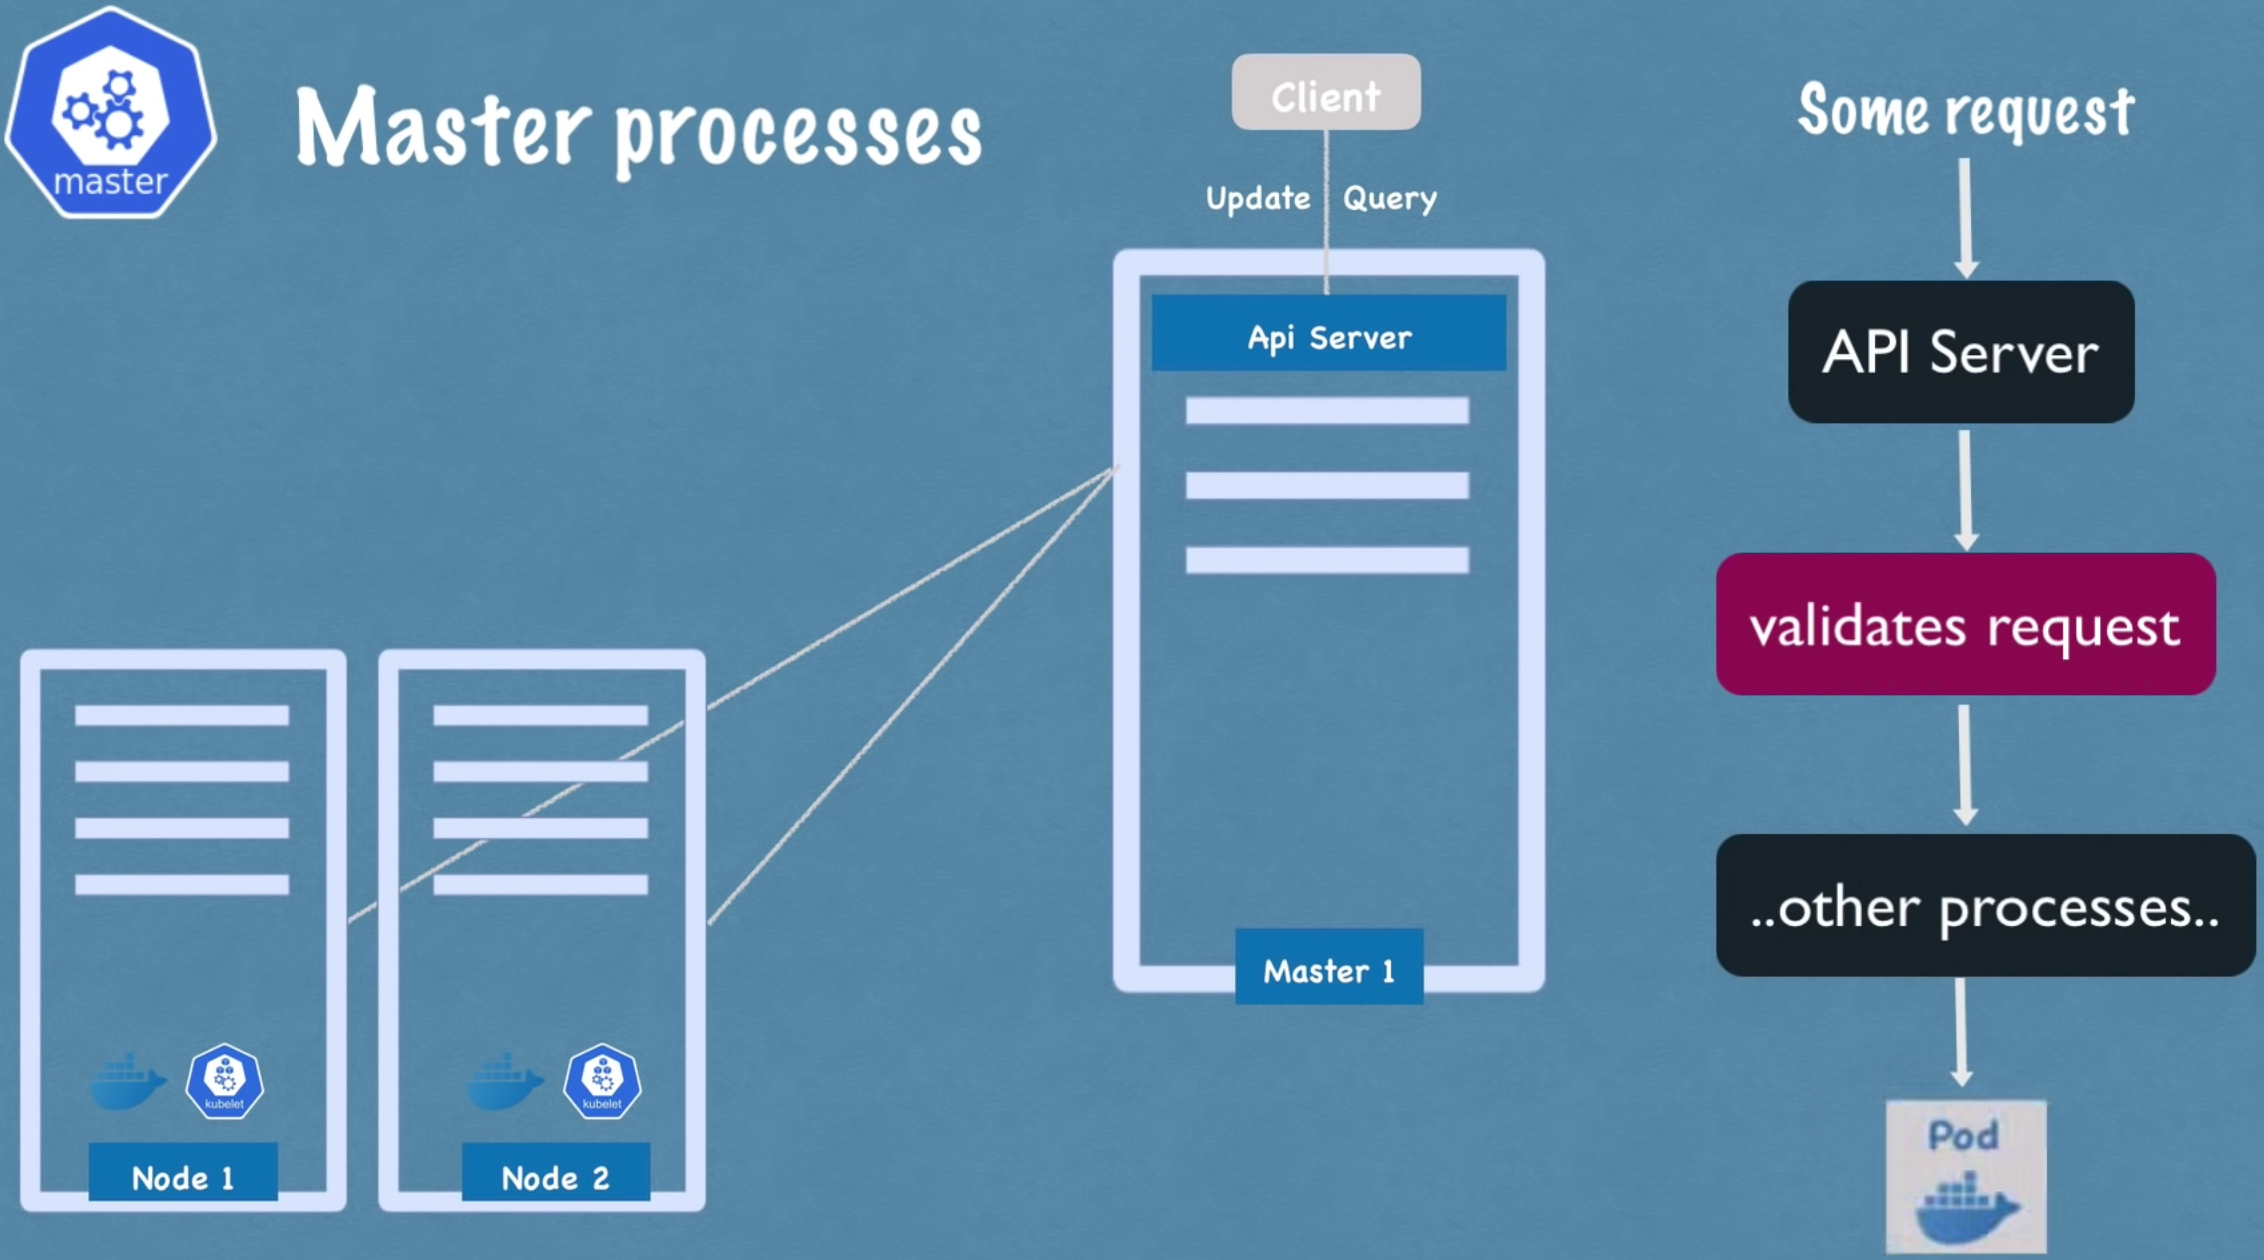 master
Master processes
Client
Update Query
Api Server
Master 1
Node 1
kubelet
Node 2
kubelet
Some request
API Server
validates request
..other processes..
Pod